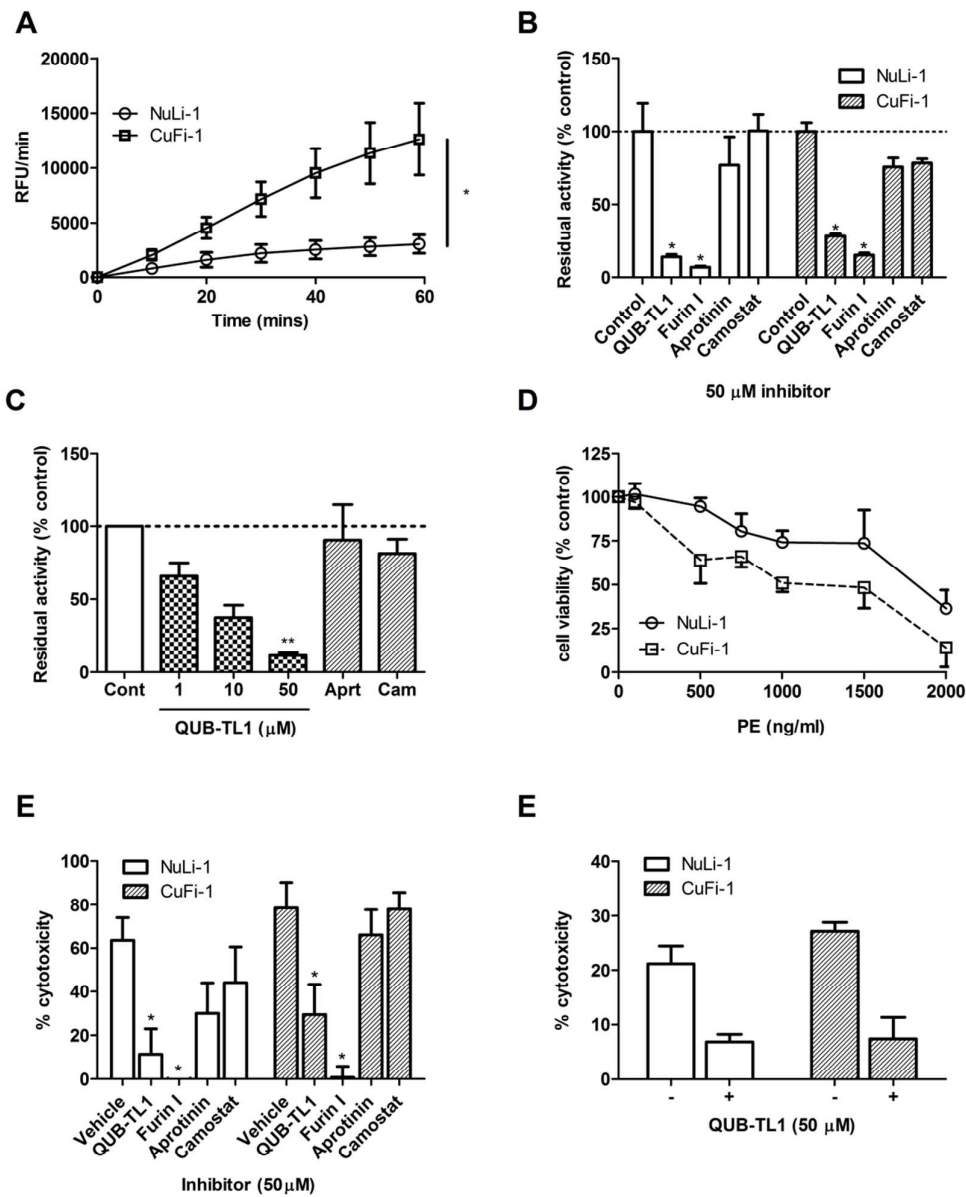 A
RFU/min
20000
15000
10000
5000
0
NuLi-1
CuFi-1
*
0
20
40
60
Time (mins)
B
Residual activity (% control)
150
100
50
0
NuLi-1
CuFi-1
*
*
*
*
Control
QUB-TL1
Furin I
Aprotinin
Camostat
Control
QUB-TL1
Furin I
Aprotinin
Camostat
50 µM inhibitor
C
Residual activity (% control)
150
100
50
0
**
Cont
1
10
50
Aprt
Cam
QUB-TL1 (µM)
D
cell viability (% control)
125
100
75
50
25
0
NuLi-1
CuFi-1
0
500
1000
1500
2000
PE (ng/ml)
E
% cytotoxicity
100
80
60
40
20
0
NuLi-1
CuFi-1
*
*
*
*
Vehicle
QUB-TL1
Furin I
Aprotinin
Camostat
Vehicle
QUB-TL1
Furin I
Aprotinin
Camostat
Inhibitor (50µM)
E
% cytotoxicity
40
30
20
10
0
NuLi-1
CuFi-1
-
+
-
+
QUB-TL1 (50 µM)